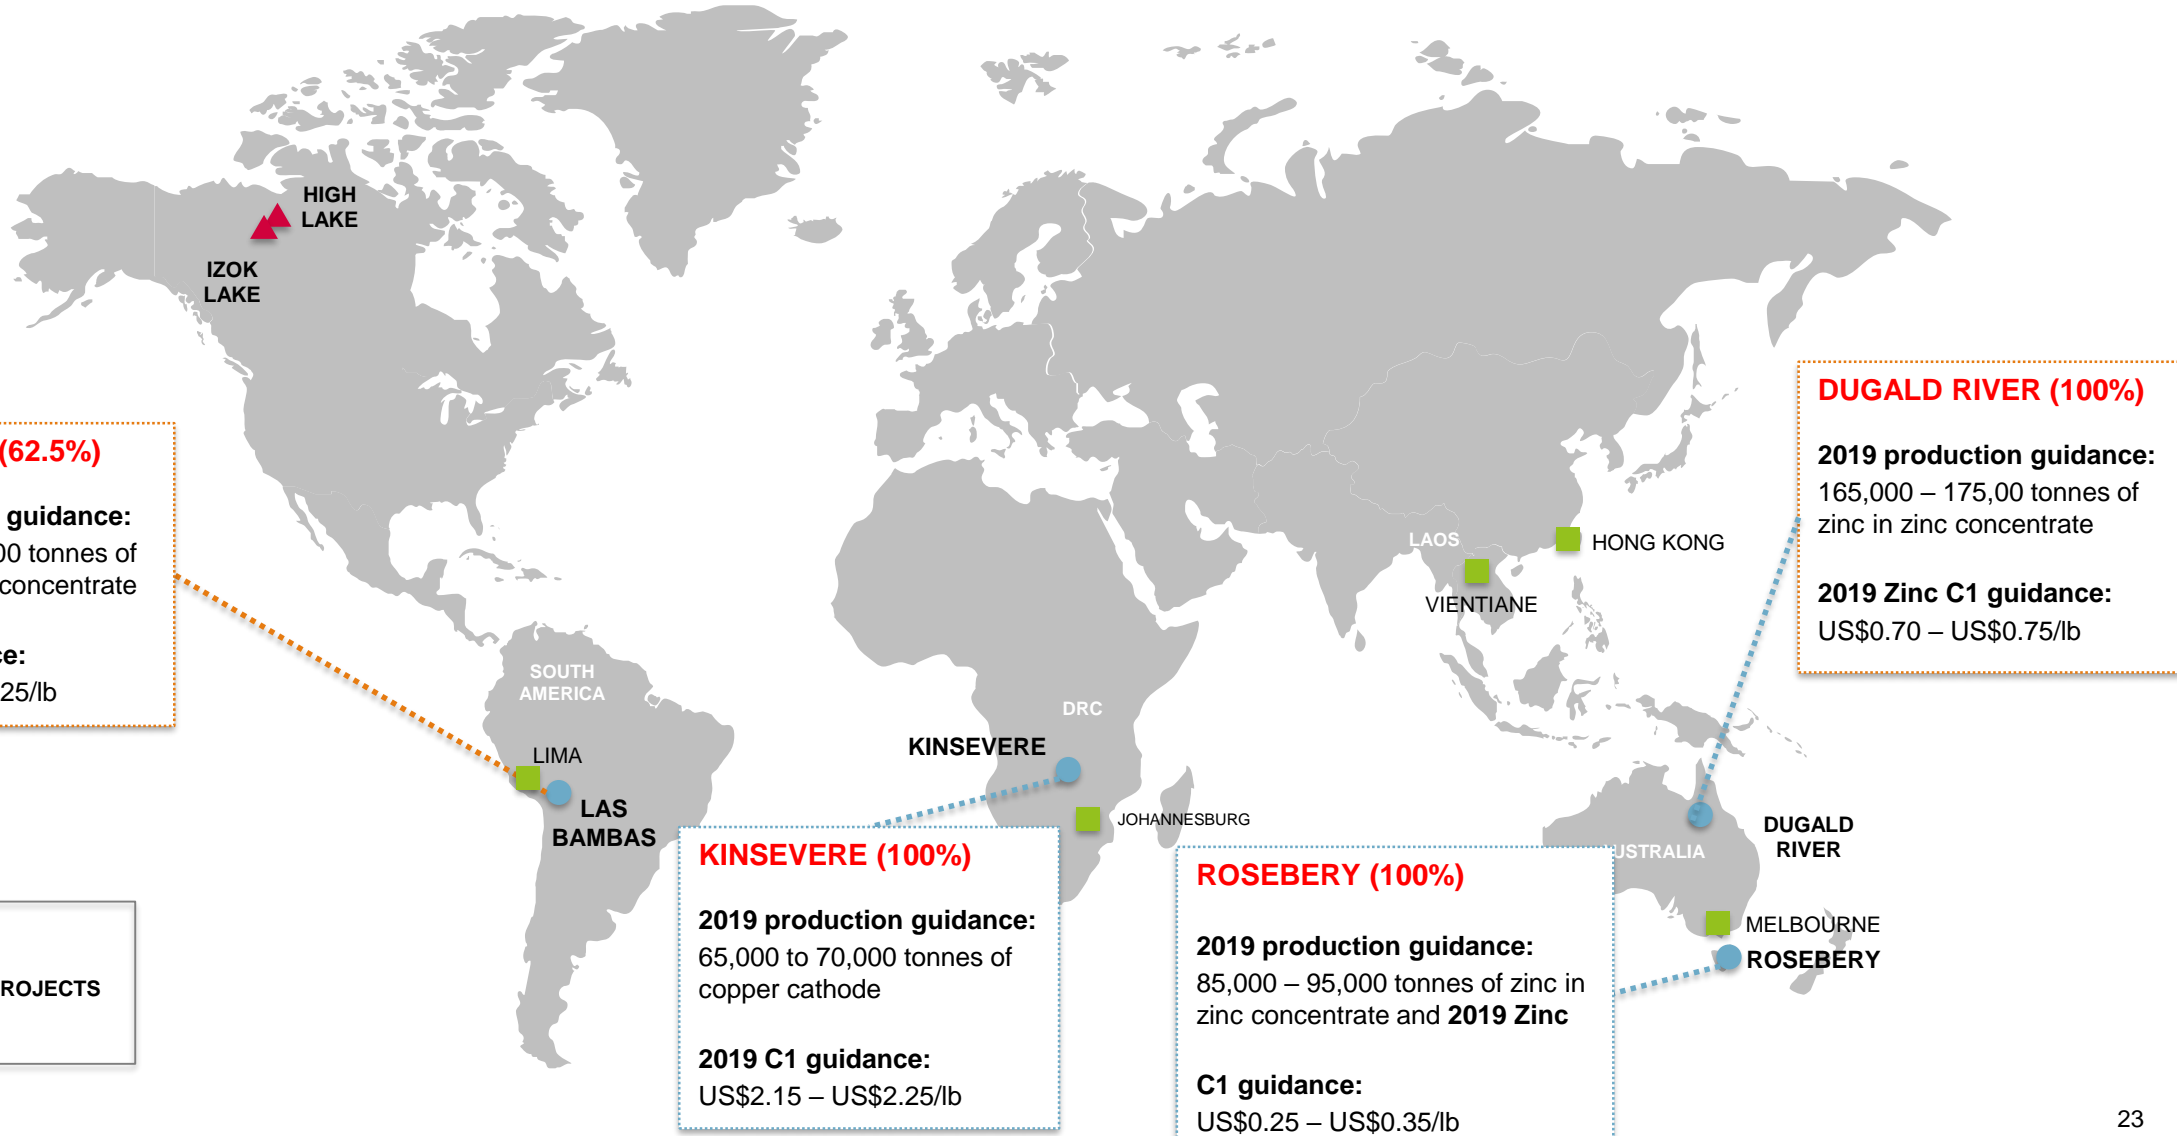 HIGH
LAKE
IZOK
LAKE
(62.5%)
guidance:
00 tonnes of
concentrate
ce:
25/lb
SOUTH
AMERICA
LIMA
LAS
BAMBAS
ROJECTS
DRC
KINSEVERE
JOHANNESBURG
KINSEVERE (100%)
2019 production guidance:
65,000 to 70,000 tonnes of
copper cathode
2019 C1 guidance:
US$2.15 – US$2.25/lb
LAOS
HONG KONG
VIENTIANE
DUGALD RIVER (100%)
2019 production guidance:
165,000 – 175,00 tonnes of
zinc in zinc concentrate
2019 Zinc C1 guidance:
US$0.70 – US$0.75/lb
USTRALIA
DUGALD
RIVER
MELBOURNE
ROSEBERY
ROSEBERY (100%)
2019 production guidance:
85,000 – 95,000 tonnes of zinc in
zinc concentrate and 2019 Zinc
C1 guidance:
US$0.25 – US$0.35/lb
23